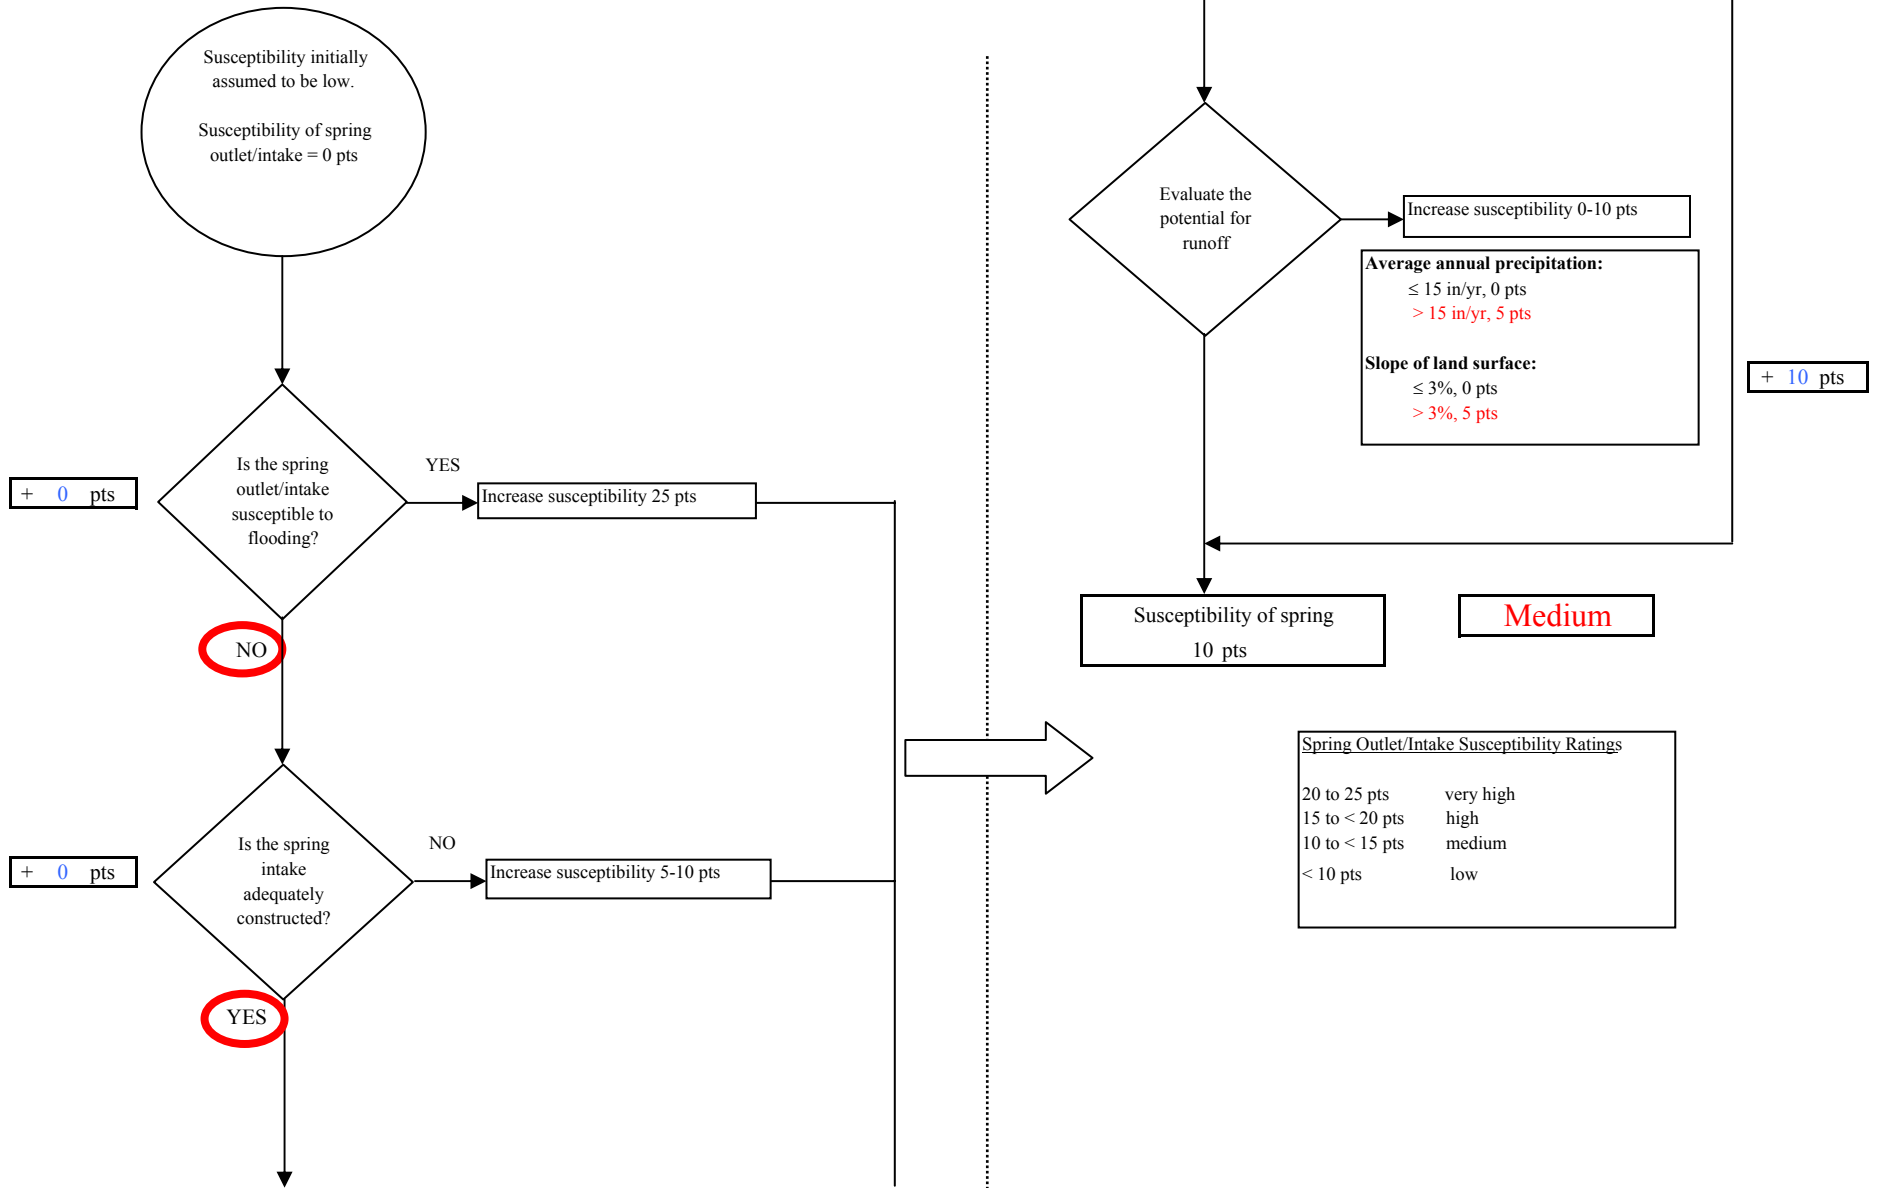 Susceptibility initially
assumed to be low.
Susceptibility of spring
outlet/intake = 0 pts
Is the spring
outlet/intake
susceptible to
flooding?
YES
Increase susceptibility 25 pts
+ 0 pts
NO
Is the spring
intake
adequately
constructed?
NO
Increase susceptibility 5-10 pts
+ 0 pts
YES
Evaluate the
potential for
runoff
Increase susceptibility 0-10 pts
Average annual precipitation:
≤ 15 in/yr, 0 pts
> 15 in/yr, 5 pts
Slope of land surface:
≤ 3%, 0 pts
> 3%, 5 pts
+ 10 pts
Susceptibility of spring
10 pts
Medium
Spring Outlet/Intake Susceptibility Ratings
20 to 25 pts very high
15 to < 20 pts high
10 to < 15 pts medium
< 10 pts low